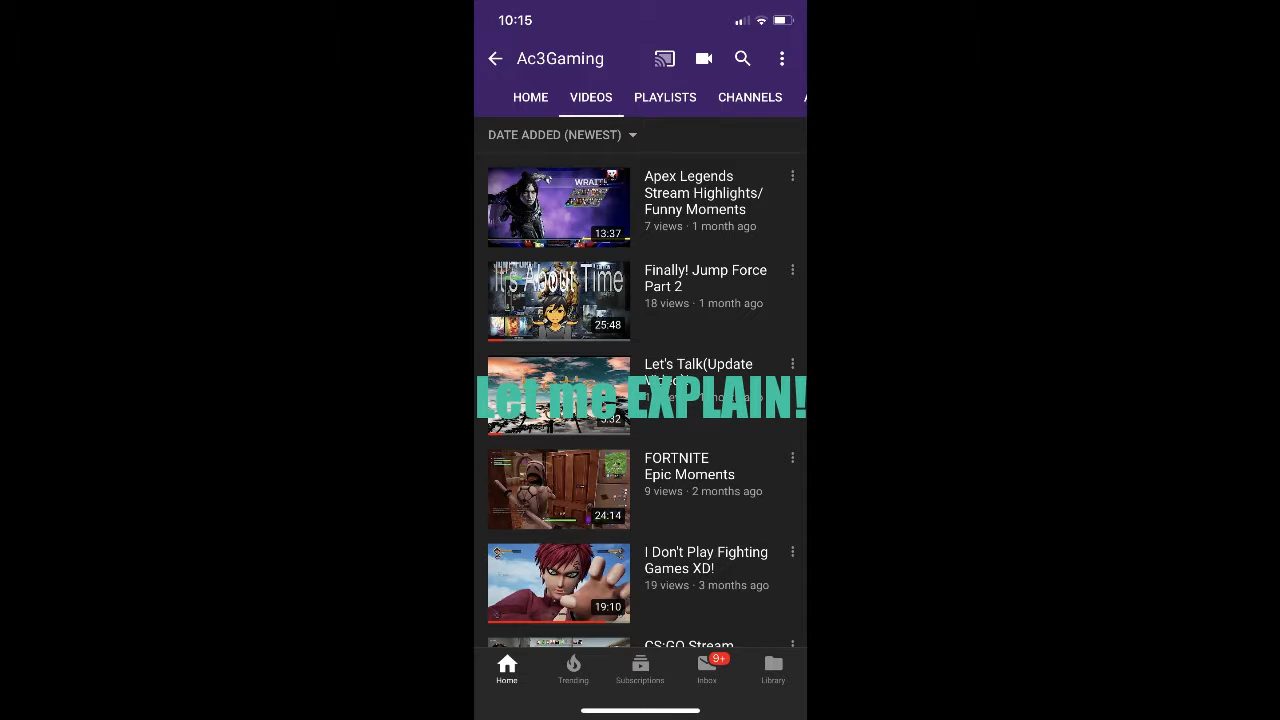 10:15
Ac3Gaming
HOME VIDEOS PLAYLISTS CHANNELS
DATE ADDED (NEWEST)
WRAITH
13:37
Apex Legends
Stream Highlights/
Funny Moments
7 views · 1 month ago
It's About Time
25:48
Finally! Jump Force
Part 2
18 views · 1 month ago
Let's Talk(Update
Let me EXPLAIN!
FORTNITE
Epic Moments
9 views · 2 months ago
24:14
I Don't Play Fighting
Games XD!
19 views · 3 months ago
19:10
CS:GO Stream
9+
Home Trending Subscriptions Inbox Library